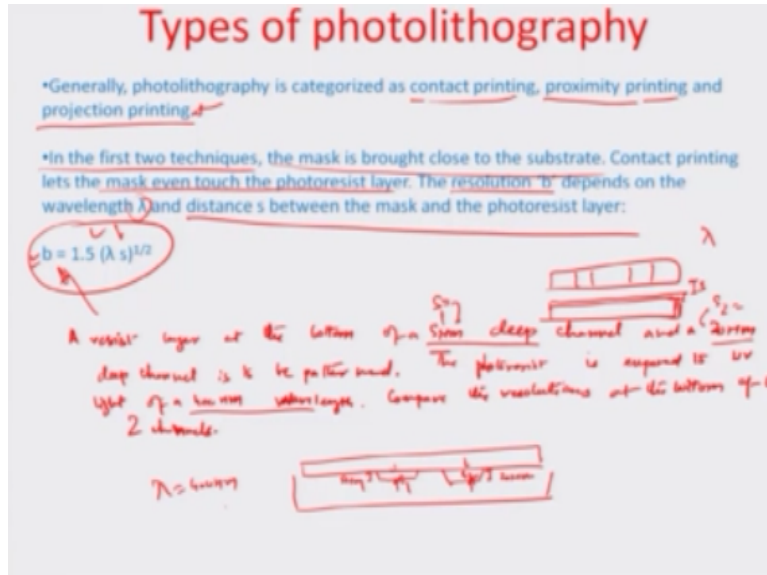 Types of photolithography
•Generally, photolithography is categorized as contact printing, proximity printing and
projection printing
•In the first two techniques, the mask is brought close to the substrate. Contact printing
lets the mask even touch the photoresist layer. The resolution 'b' depends on the
wavelength λ and distance s between the mask and the photoresist layer:
λ
b = 1.5 (λ s)^{1/2}
A resist layer at the bottom of a deep channel and a
deep channel is to be patterned. The photoresist is exposed to UV
light of a wavelength. Compare the resolutions at the bottom of
2 channels.
λ = 400nm